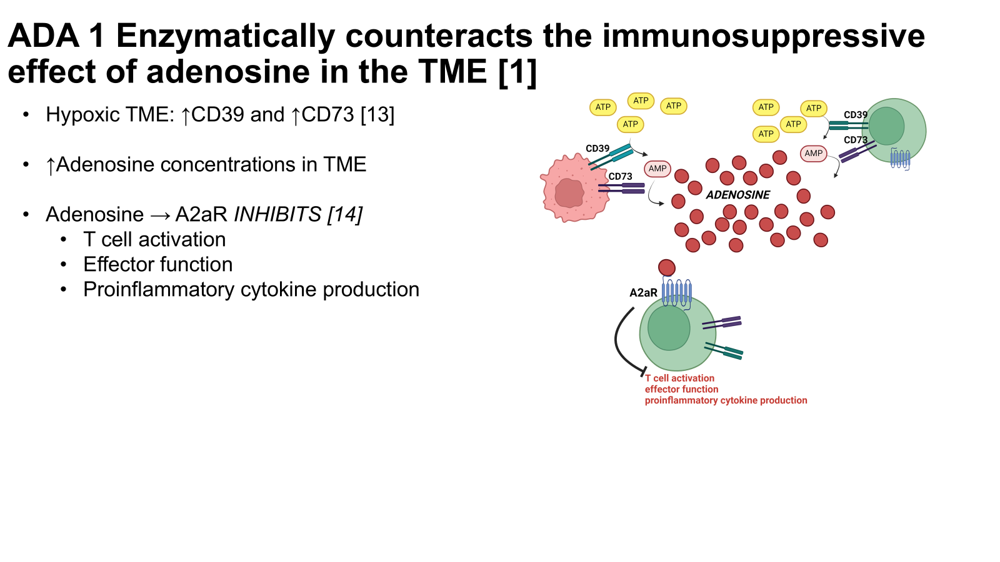 ADA 1 Enzymatically counteracts the immunosuppressive
effect of adenosine in the TME [1]
• Hypoxic TME: ↑CD39 and ↑CD73 [13]
• ↑Adenosine concentrations in TME
• Adenosine → A2aR INHIBITS [14]
• T cell activation
• Effector function
• Proinflammatory cytokine production
ATP
ATP
ATP
ATP
CD39
CD73
AMP
ATP
ATP
ATP
ATP
CD39
CD73
AMP
ADENOSINE
A2aR
T cell activation
effector function
proinflammatory cytokine production